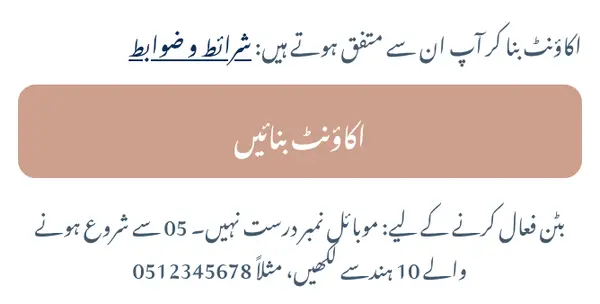 اکاؤنٹ بنا کر آپ ان سے متفق ہوتے ہیں: شرائط و ضوابط
اکاؤنٹ بنائیں
بٹن فعال کرنے کے لیے: موبائل نمبر درست نہیں۔ 05 سے شروع ہونے
والے 10 ہندسے لکھیں، مثلاً 0512345678